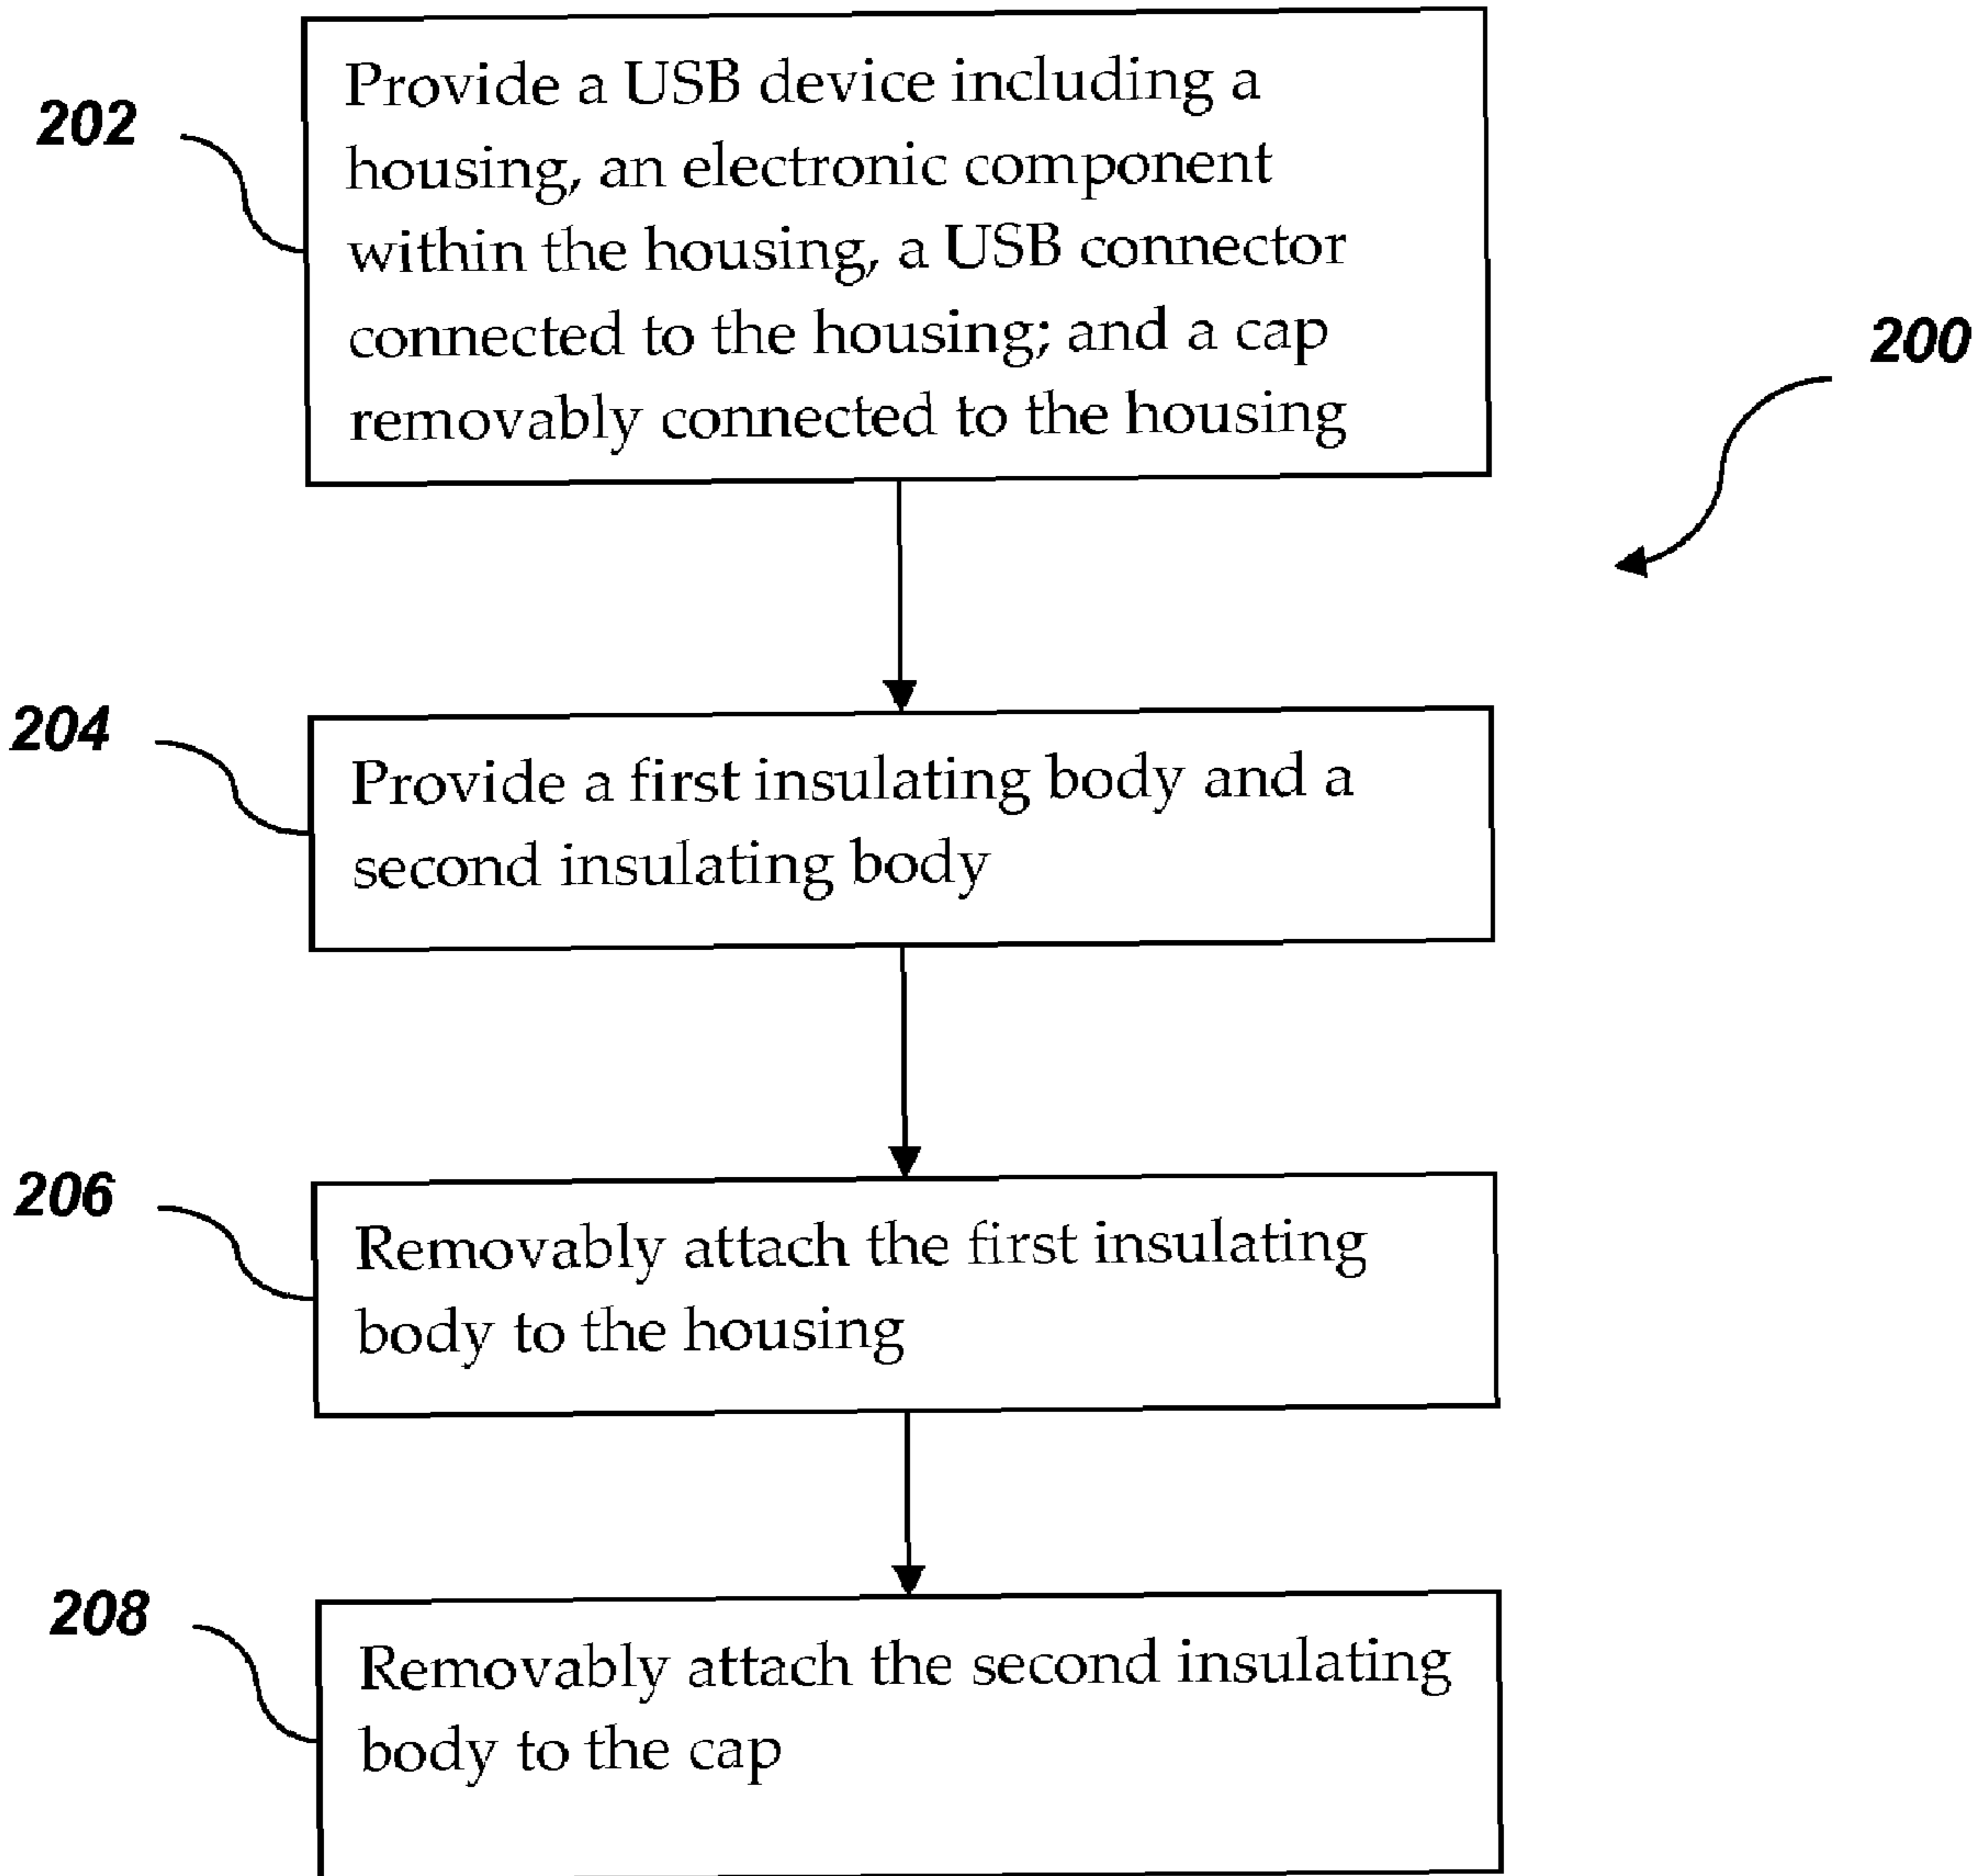 202
Provide a USB device including a
housing, an electronic component
within the housing, a USB connector
connected to the housing; and a cap
removably connected to the housing
200
204
Provide a first insulating body and a
second insulating body
206
Removably attach the first insulating
body to the housing
208
Removably attach the second insulating
body to the cap